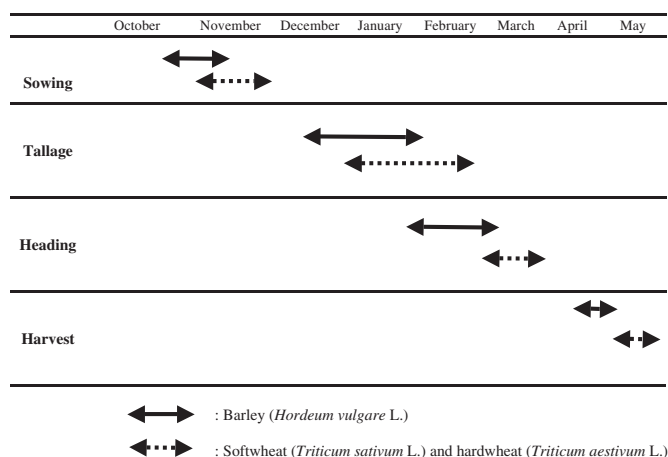 October November December January February March April May
Sowing
Tallage
Heading
Harvest
: Barley (Hordeum vulgare L.)
: Softwheat (Triticum sativum L.) and hardwheat (Triticum aestivum L.)